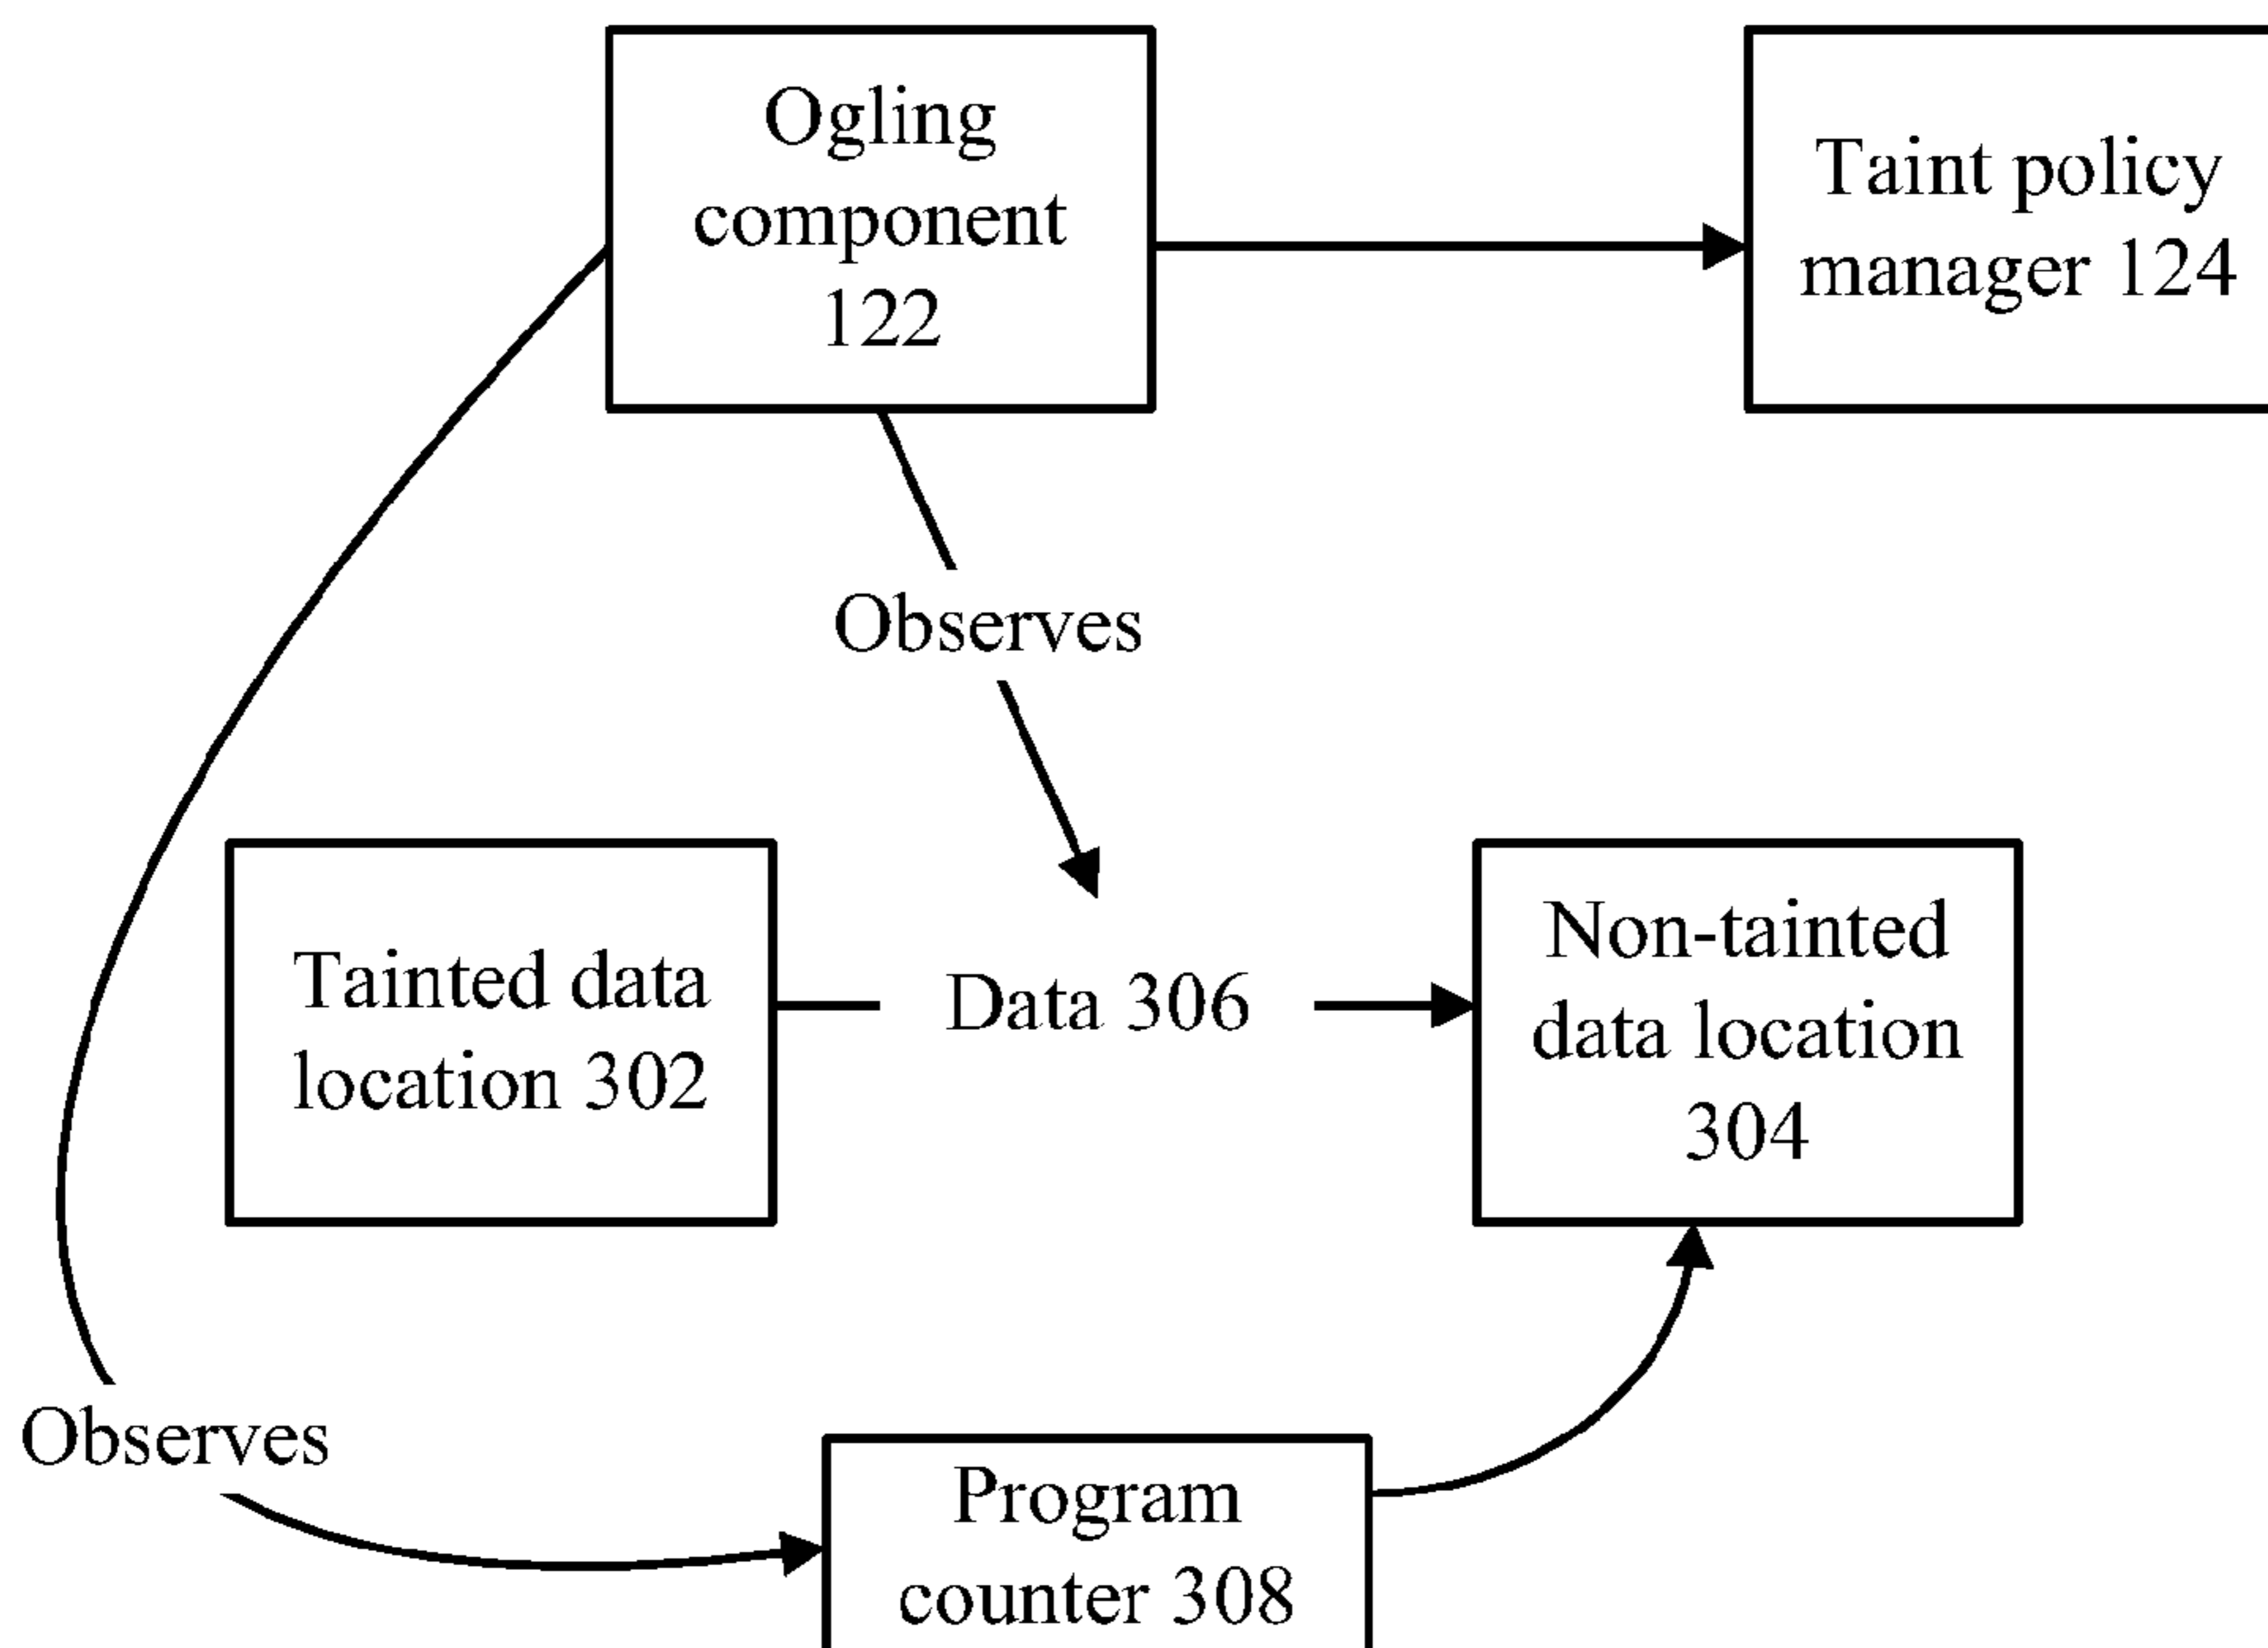 Ogling
component
122
Taint policy
manager 124
Observes
Tainted data
location 302
Data 306
Non-tainted
data location
304
Observes
Program
counter 308